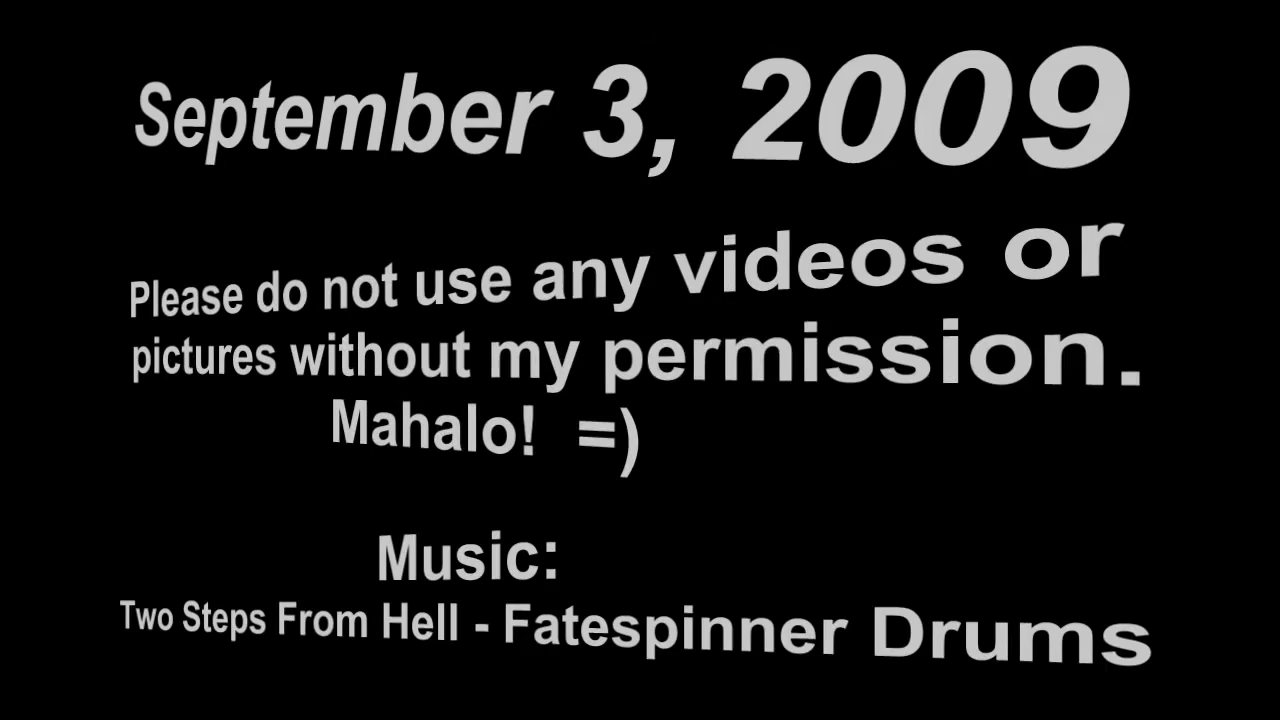 September 3, 2009
Please do not use any videos or
pictures without my permission.
Mahalo! =)
Music:
Two Steps From Hell - Fatespinner Drums